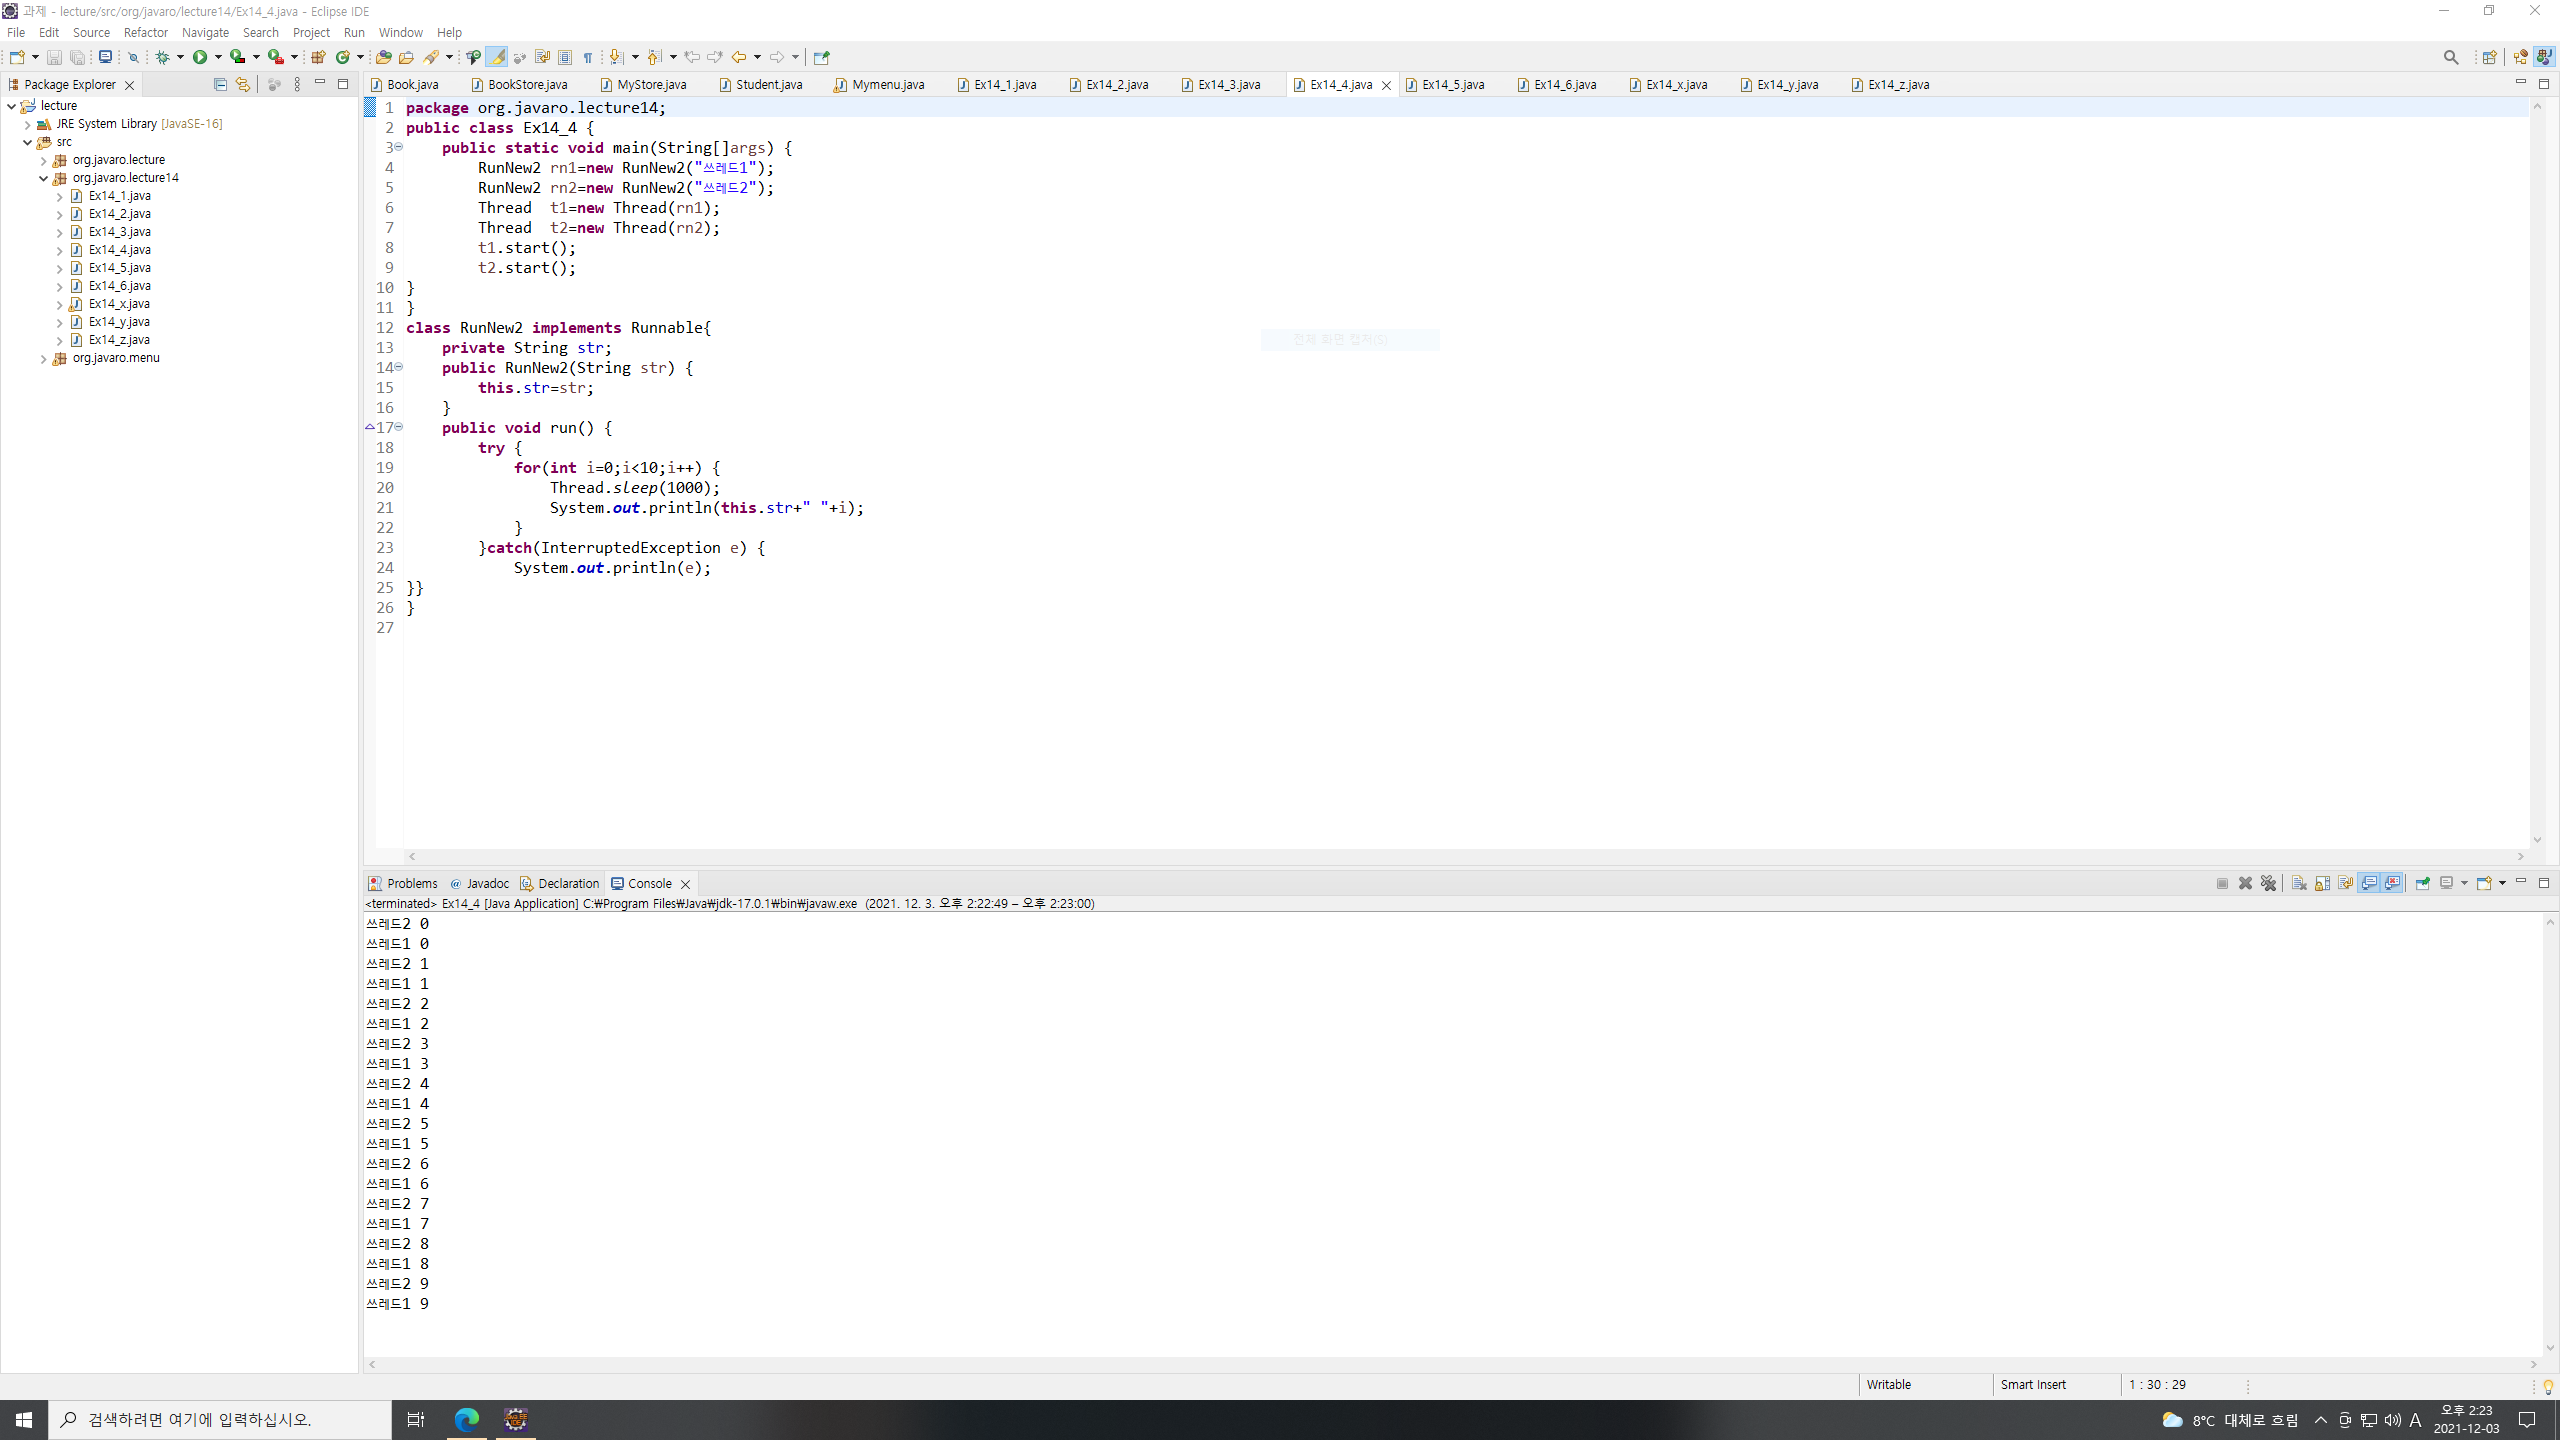 과제 - lecture/src/org/javaro/lecture14/Ex14_4.java - Eclipse IDE
File Edit Source Refactor Navigate Search Project Run Window Help
Package Explorer
lecture
JRE System Library [JavaSE-16]
src
org.javaro.lecture
org.javaro.lecture14
Ex14_1.java
Ex14_2.java
Ex14_3.java
Ex14_4.java
Ex14_5.java
Ex14_6.java
Ex14_x.java
Ex14_y.java
Ex14_z.java
org.javaro.menu
Book.java BookStore.java MyStore.java Student.java Mymenu.java Ex14_1.java Ex14_2.java Ex14_3.java Ex14_4.java Ex14_5.java Ex14_6.java Ex14_x.java Ex14_y.java Ex14_z.java
1 package org.javaro.lecture14;
2 public class Ex14_4 {
3     public static void main(String[]args) {
4         RunNew2 rn1=new RunNew2("쓰레드1");
5         RunNew2 rn2=new RunNew2("쓰레드2");
6         Thread  t1=new Thread(rn1);
7         Thread  t2=new Thread(rn2);
8         t1.start();
9         t2.start();
10 }
11 }
12 class RunNew2 implements Runnable{
13     private String str;
14     public RunNew2(String str) {
15         this.str=str;
16     }
17     public void run() {
18         try {
19             for(int i=0;i<10;i++) {
20                 Thread.sleep(1000);
21                 System.out.println(this.str+" "+i);
22             }
23         }catch(InterruptedException e) {
24             System.out.println(e);
25 }}
26 }
27
전체 화면 캡처(S)
Problems Javadoc Declaration Console
<terminated> Ex14_4 [Java Application] C:₩Program Files₩Java₩jdk-17.0.1₩bin₩javaw.exe (2021. 12. 3. 오후 2:22:49 – 오후 2:23:00)
쓰레드2 0
쓰레드1 0
쓰레드2 1
쓰레드1 1
쓰레드2 2
쓰레드1 2
쓰레드2 3
쓰레드1 3
쓰레드2 4
쓰레드1 4
쓰레드2 5
쓰레드1 5
쓰레드2 6
쓰레드1 6
쓰레드2 7
쓰레드1 7
쓰레드2 8
쓰레드1 8
쓰레드2 9
쓰레드1 9
Writable Smart Insert 1 : 30 : 29
검색하려면 여기에 입력하십시오.
8°C 대체로 흐림 A 오후 2:23
2021-12-03